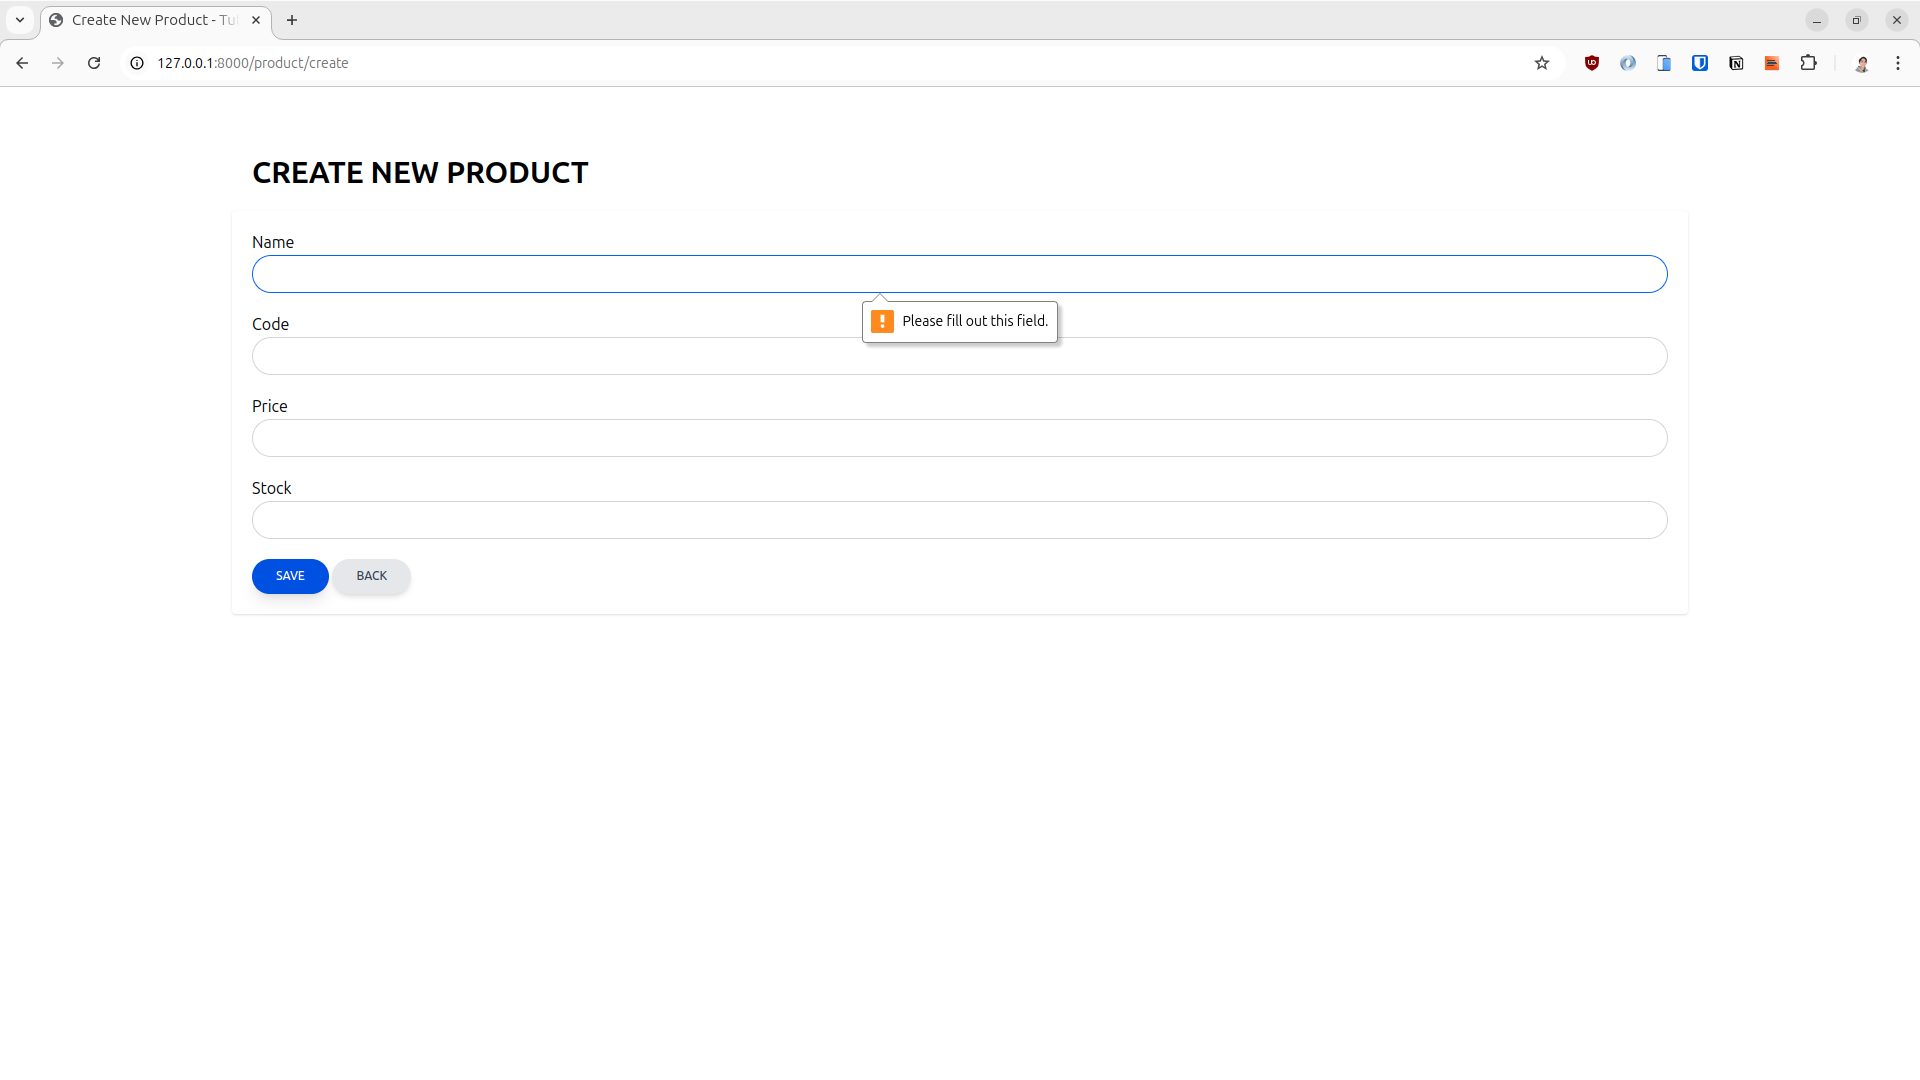 Create New Product - Tu
127.0.0.1:8000/product/create
CREATE NEW PRODUCT
Name
Please fill out this field.
Code
Price
Stock
SAVE BACK